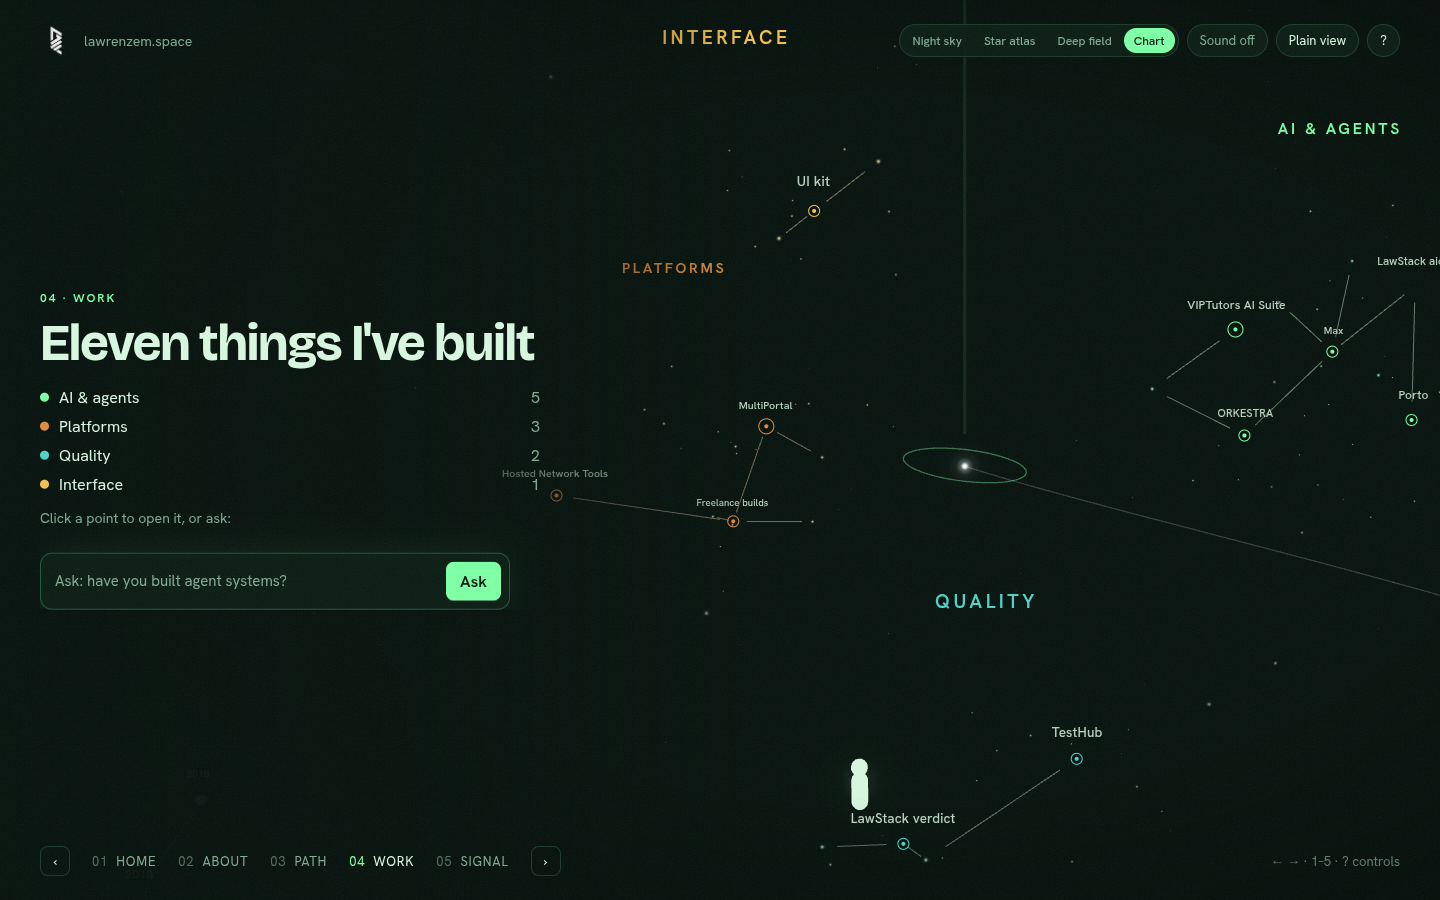 lawrenzem.space
INTERFACE
Night sky
Star atlas
Deep field
Chart
Sound off
Plain view
?
AI & AGENTS
UI kit
PLATFORMS
LawStack
VIPTutors AI Suite
Max
04 · WORK
Eleven things I've built
AI & agents 5
Platforms 3
Quality 2
Interface 1
Porto
MultiPortal
ORKESTRA
Hosted Network Tools
Freelance builds
Click a point to open it, or ask:
Ask: have you built agent systems?
Ask
QUALITY
TestHub
2016
LawStack verdict
‹ 01 HOME 02 ABOUT 03 PATH 04 WORK 05 SIGNAL ›
← → · 1–5 · ? controls